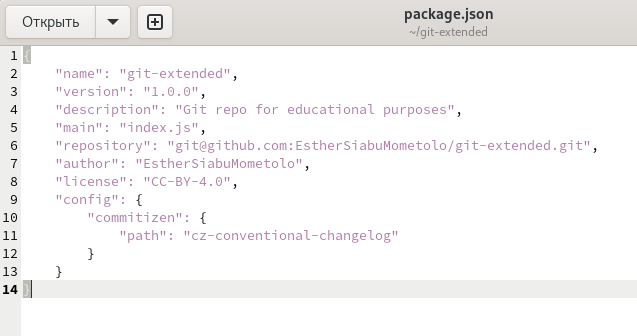 Открыть
package.json
~/git-extended
1 {
2     "name": "git-extended",
3     "version": "1.0.0",
4     "description": "Git repo for educational purposes",
5     "main": "index.js",
6     "repository": "git@github.com:EstherSiabuMometolo/git-extended.git",
7     "author": "EstherSiabuMometolo",
8     "license": "CC-BY-4.0",
9     "config": {
10         "commitizen": {
11             "path": "cz-conventional-changelog"
12         }
13     }
14 }